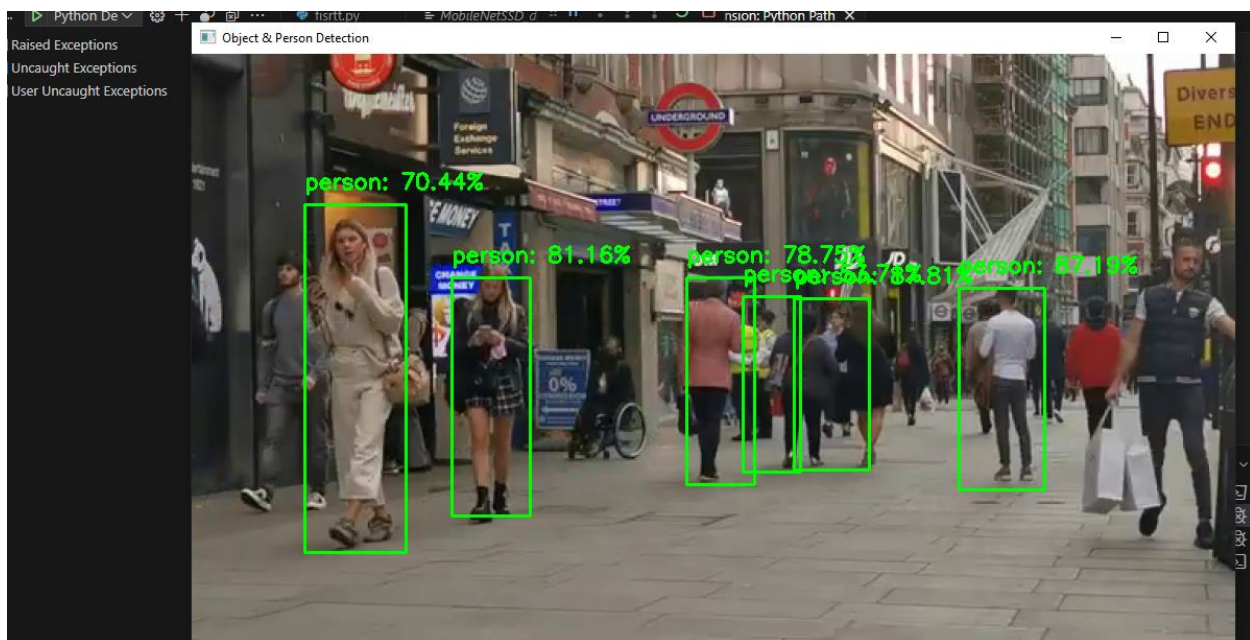 Python De
fisrtt.py
MobileNetSSD_d
nsion: Python Path
Raised Exceptions
Uncaught Exceptions
User Uncaught Exceptions
Object & Person Detection
Foreign
Exchange
Services
UNDERGROUND
Divers
END
person: 70.44%
STREET
E MONEY
CHANGE
MONEY
person: 81.16%
person: 78.75%
person: 87.19%
0%